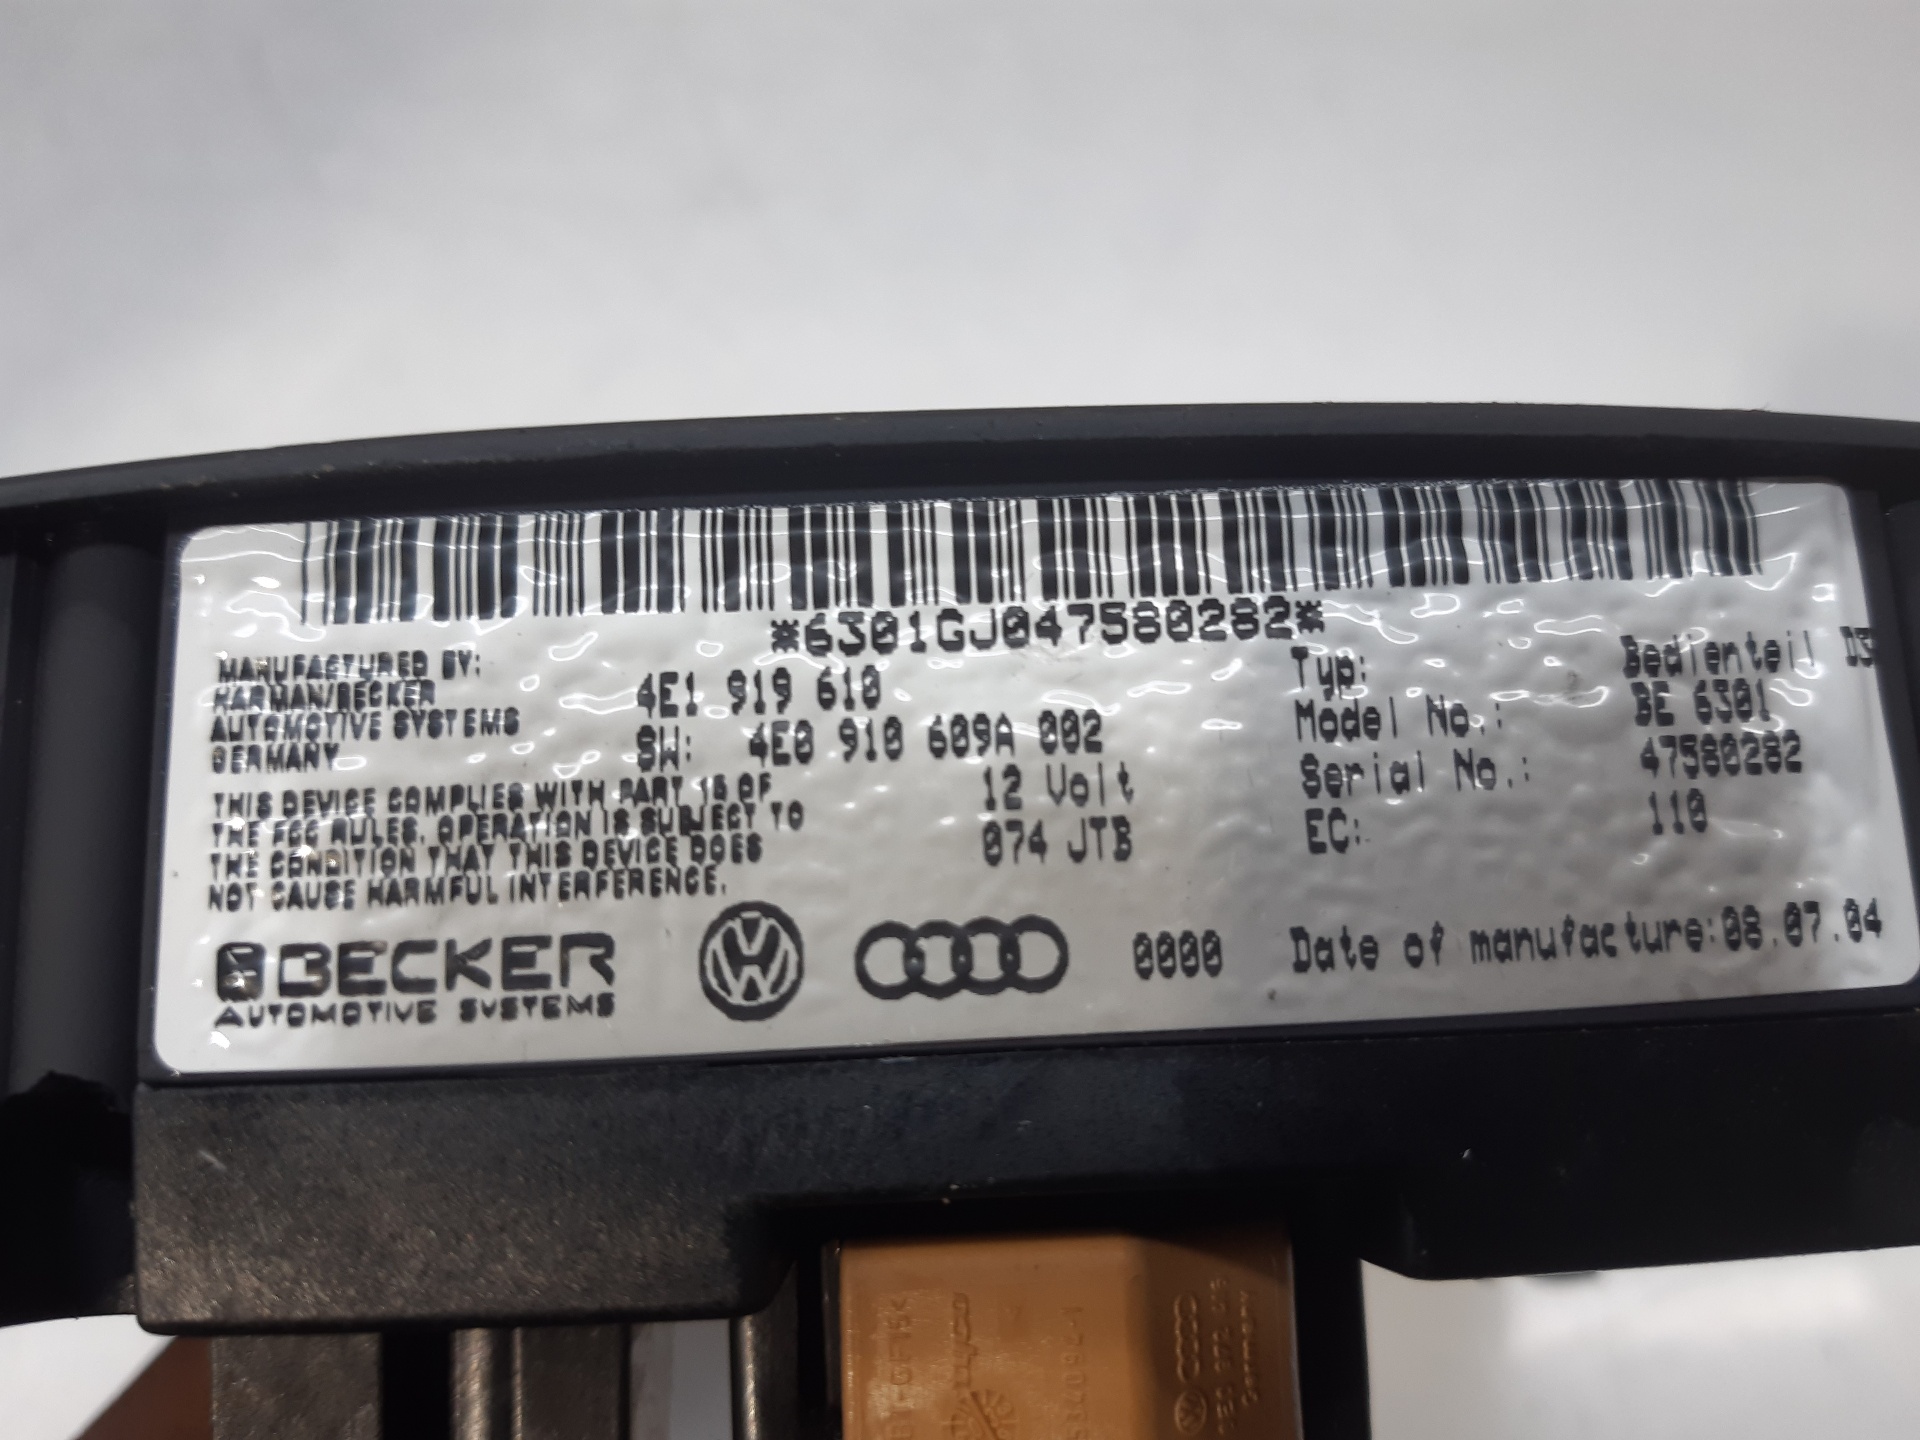 *6301GJ047580282*
MANUFACTURED BY:
HARMAN/BECKER
AUTOMOTIVE SYSTEMS
GERMANY
4E1 919 610
SW: 4E0 910 609A 002
12 Volt
074 JTB
THIS DEVICE COMPLIES WITH PART 15 OF
THE FCC RULES. OPERATION IS SUBJECT TO
THE CONDITION THAT THIS DEVICE DOES
NOT CAUSE HARMFUL INTERFERENCE.
Typ: Bedienteil
Model No.: BE 6301
Serial No.: 47580282
EC: 110
BECKER
AUTOMOTIVE SYSTEMS
0000
Date of manufacture:08.07.04
Germany